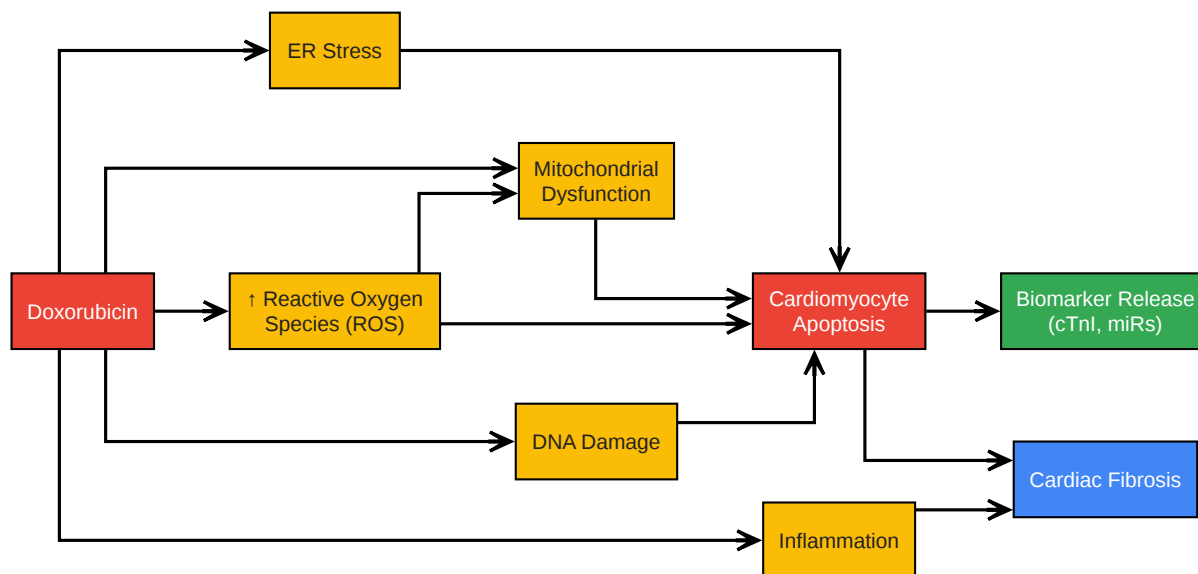 ER Stress
Mitochondrial
Dysfunction
Doxorubicin
↑ Reactive Oxygen
Species (ROS)
Cardiomyocyte
Apoptosis
Biomarker Release
(cTnI, miRs)
DNA Damage
Cardiac Fibrosis
Inflammation